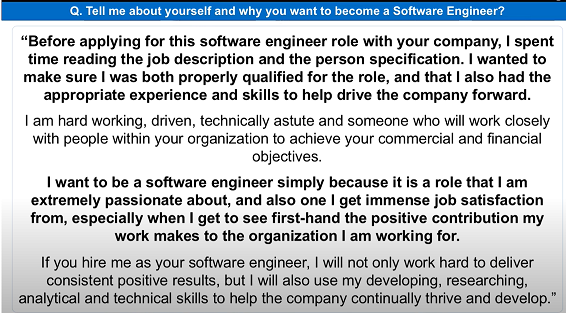 Q. Tell me about yourself and why you want to become a Software Engineer?
“Before applying for this software engineer role with your company, I spent
time reading the job description and the person specification. I wanted to
make sure I was both properly qualified for the role, and that I also had the
appropriate experience and skills to help drive the company forward.
I am hard working, driven, technically astute and someone who will work closely
with people within your organization to achieve your commercial and financial
objectives.
I want to be a software engineer simply because it is a role that I am
extremely passionate about, and also one I get immense job satisfaction
from, especially when I get to see first-hand the positive contribution my
work makes to the organization I am working for.
If you hire me as your software engineer, I will not only work hard to deliver
consistent positive results, but I will also use my developing, researching,
analytical and technical skills to help the company continually thrive and develop.”